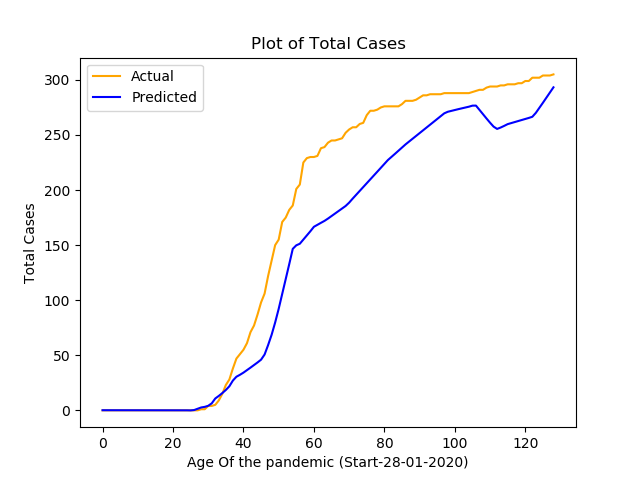 Plot of Total Cases
Actual
Predicted
300
250
200
150
100
50
0
Total Cases
0 20 40 60 80 100 120
Age Of the pandemic (Start-28-01-2020)